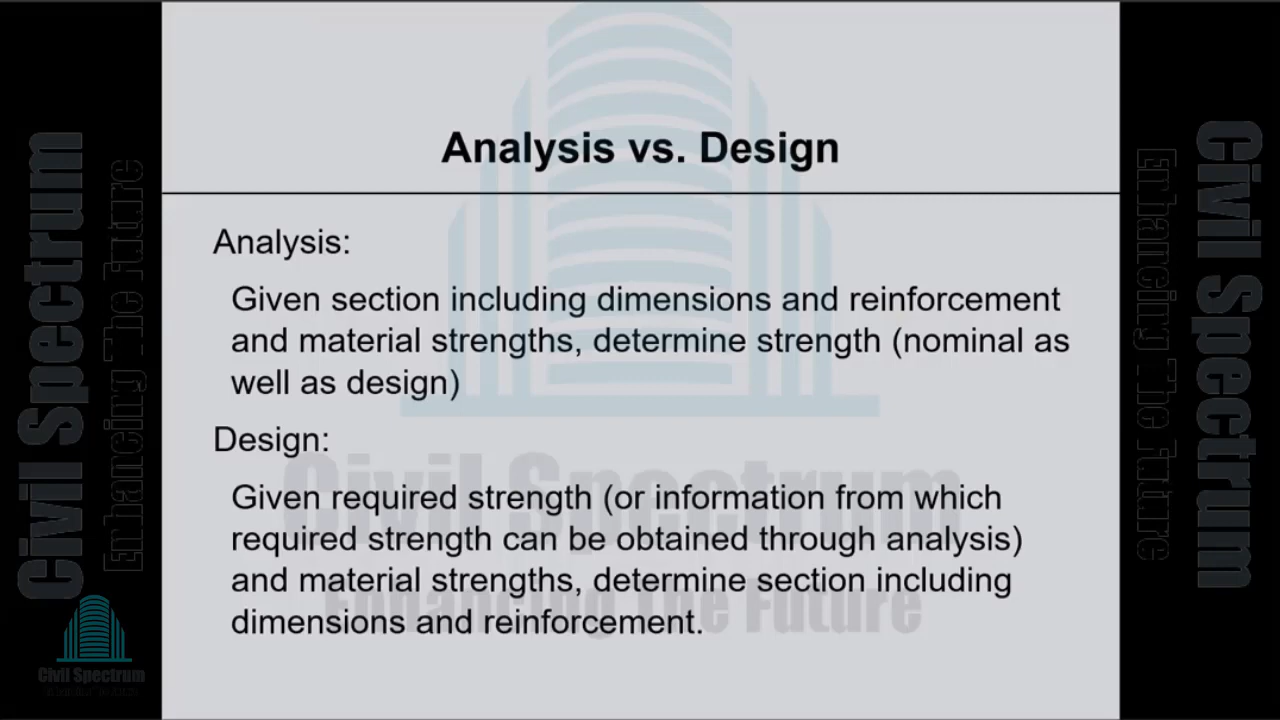 Analysis vs. Design
Analysis:
Given section including dimensions and reinforcement
and material strengths, determine strength (nominal as
well as design)
Design:
Given required strength (or information from which
required strength can be obtained through analysis)
and material strengths, determine section including
dimensions and reinforcement.
Civil Spectrum
Enhancing The Future
Civil Spectrum
Enhancing The Future
Civil Spectrum
Enhancing The Future
Civil Spectrum